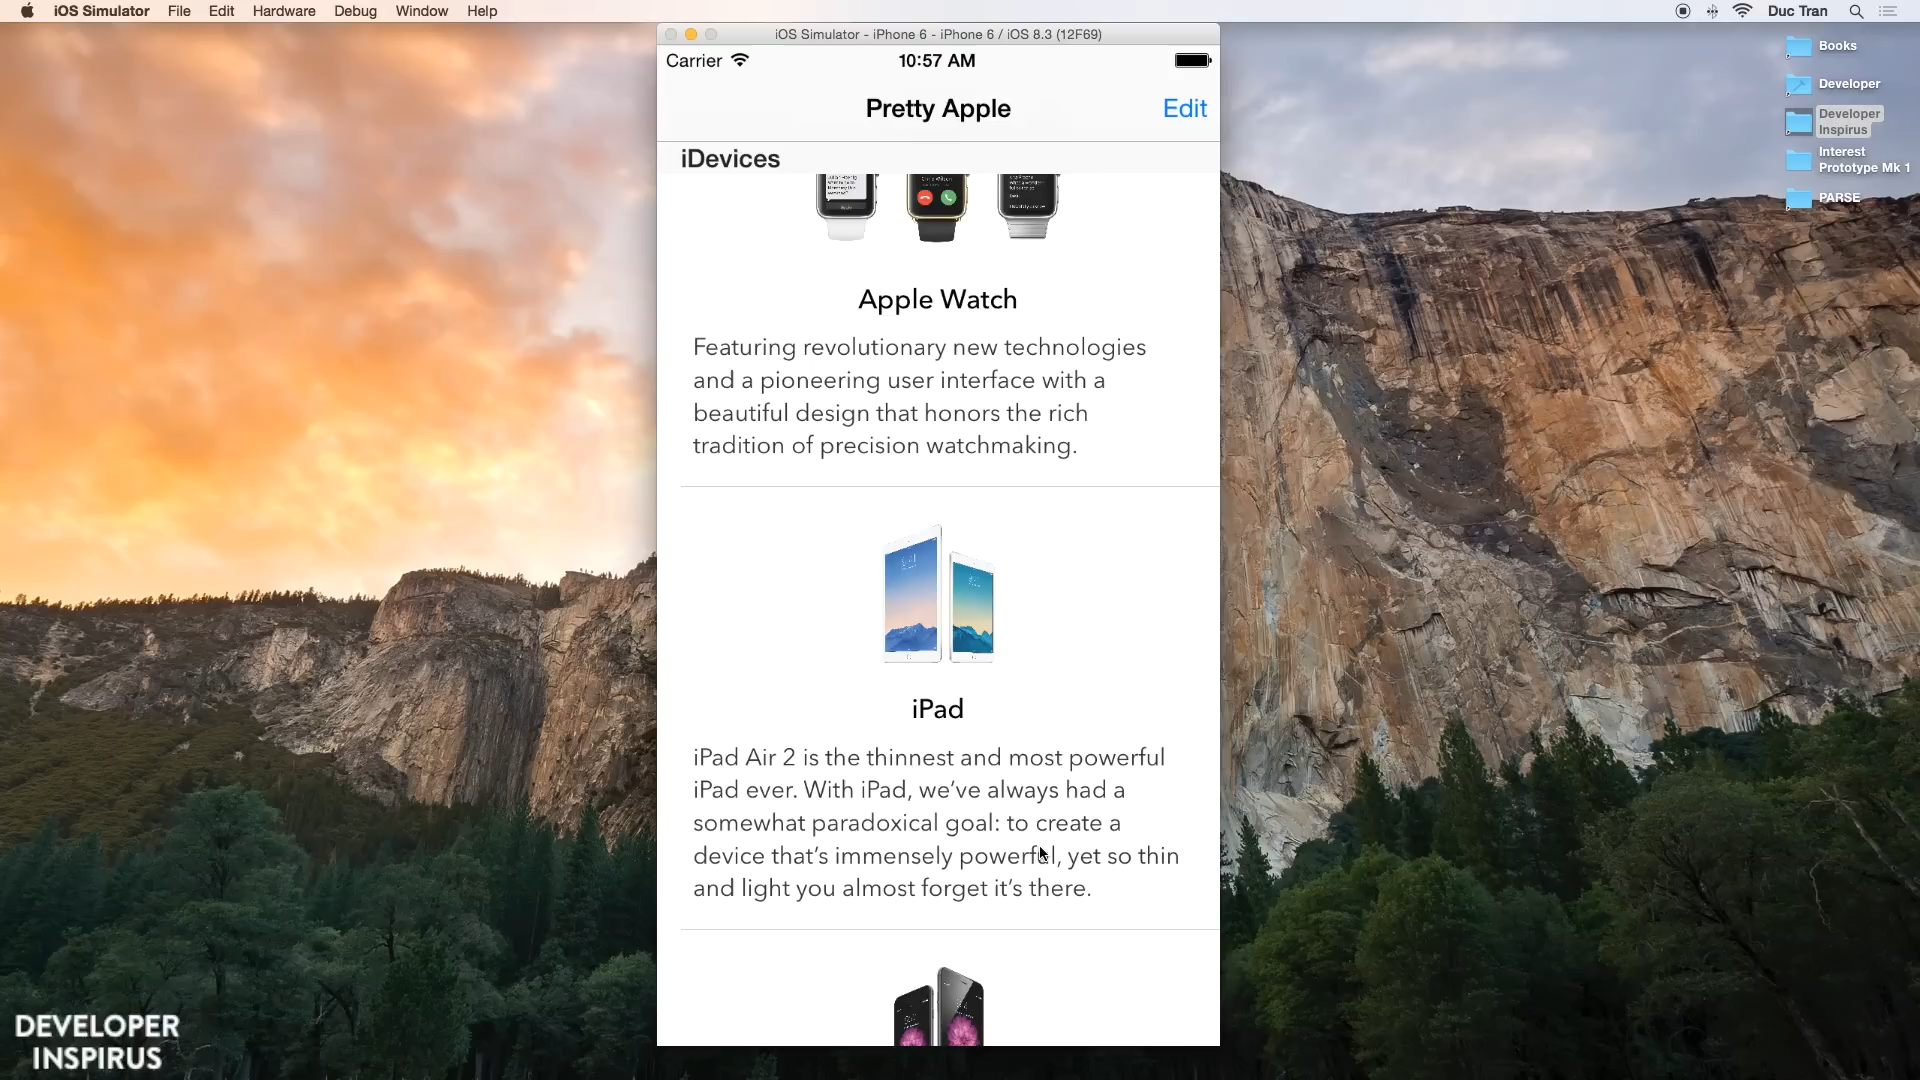 iOS Simulator File Edit Hardware Debug Window Help
Duc Tran
iOS Simulator - iPhone 6 - iPhone 6 / iOS 8.3 (12F69)
Carrier
10:57 AM
Pretty Apple
Edit
iDevices
Apple Watch
Featuring revolutionary new technologies
and a pioneering user interface with a
beautiful design that honors the rich
tradition of precision watchmaking.
iPad
iPad Air 2 is the thinnest and most powerful
iPad ever. With iPad, we’ve always had a
somewhat paradoxical goal: to create a
device that’s immensely powerful, yet so thin
and light you almost forget it’s there.
Books
Developer
Developer
Inspirus
Interest
Prototype Mk 1
PARSE
DEVELOPER
INSPIRUS